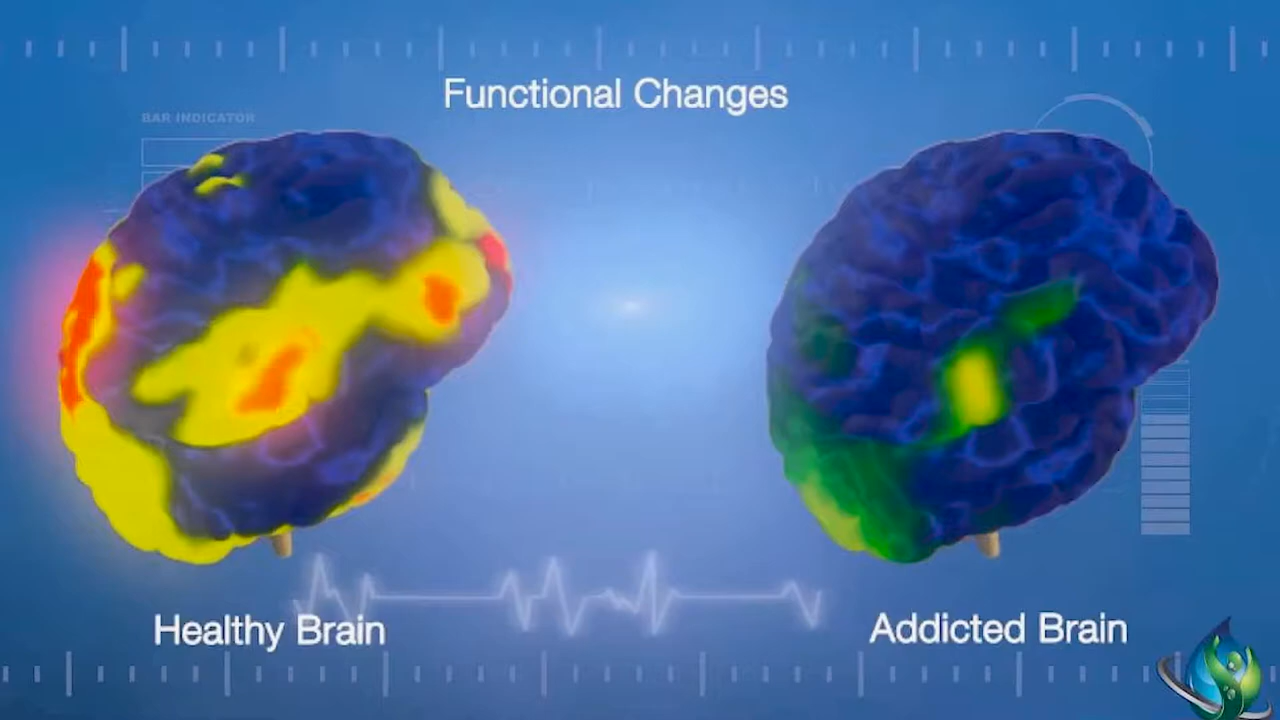 Functional Changes
BAR INDICATOR
Healthy Brain
Addicted Brain